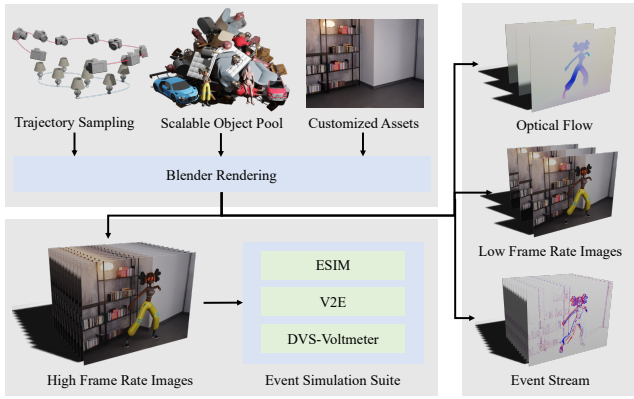 Trajectory Sampling
Scalable Object Pool
Customized Assets
Blender Rendering
Optical Flow
Low Frame Rate Images
ESIM
V2E
DVS-Voltmeter
High Frame Rate Images
Event Simulation Suite
Event Stream